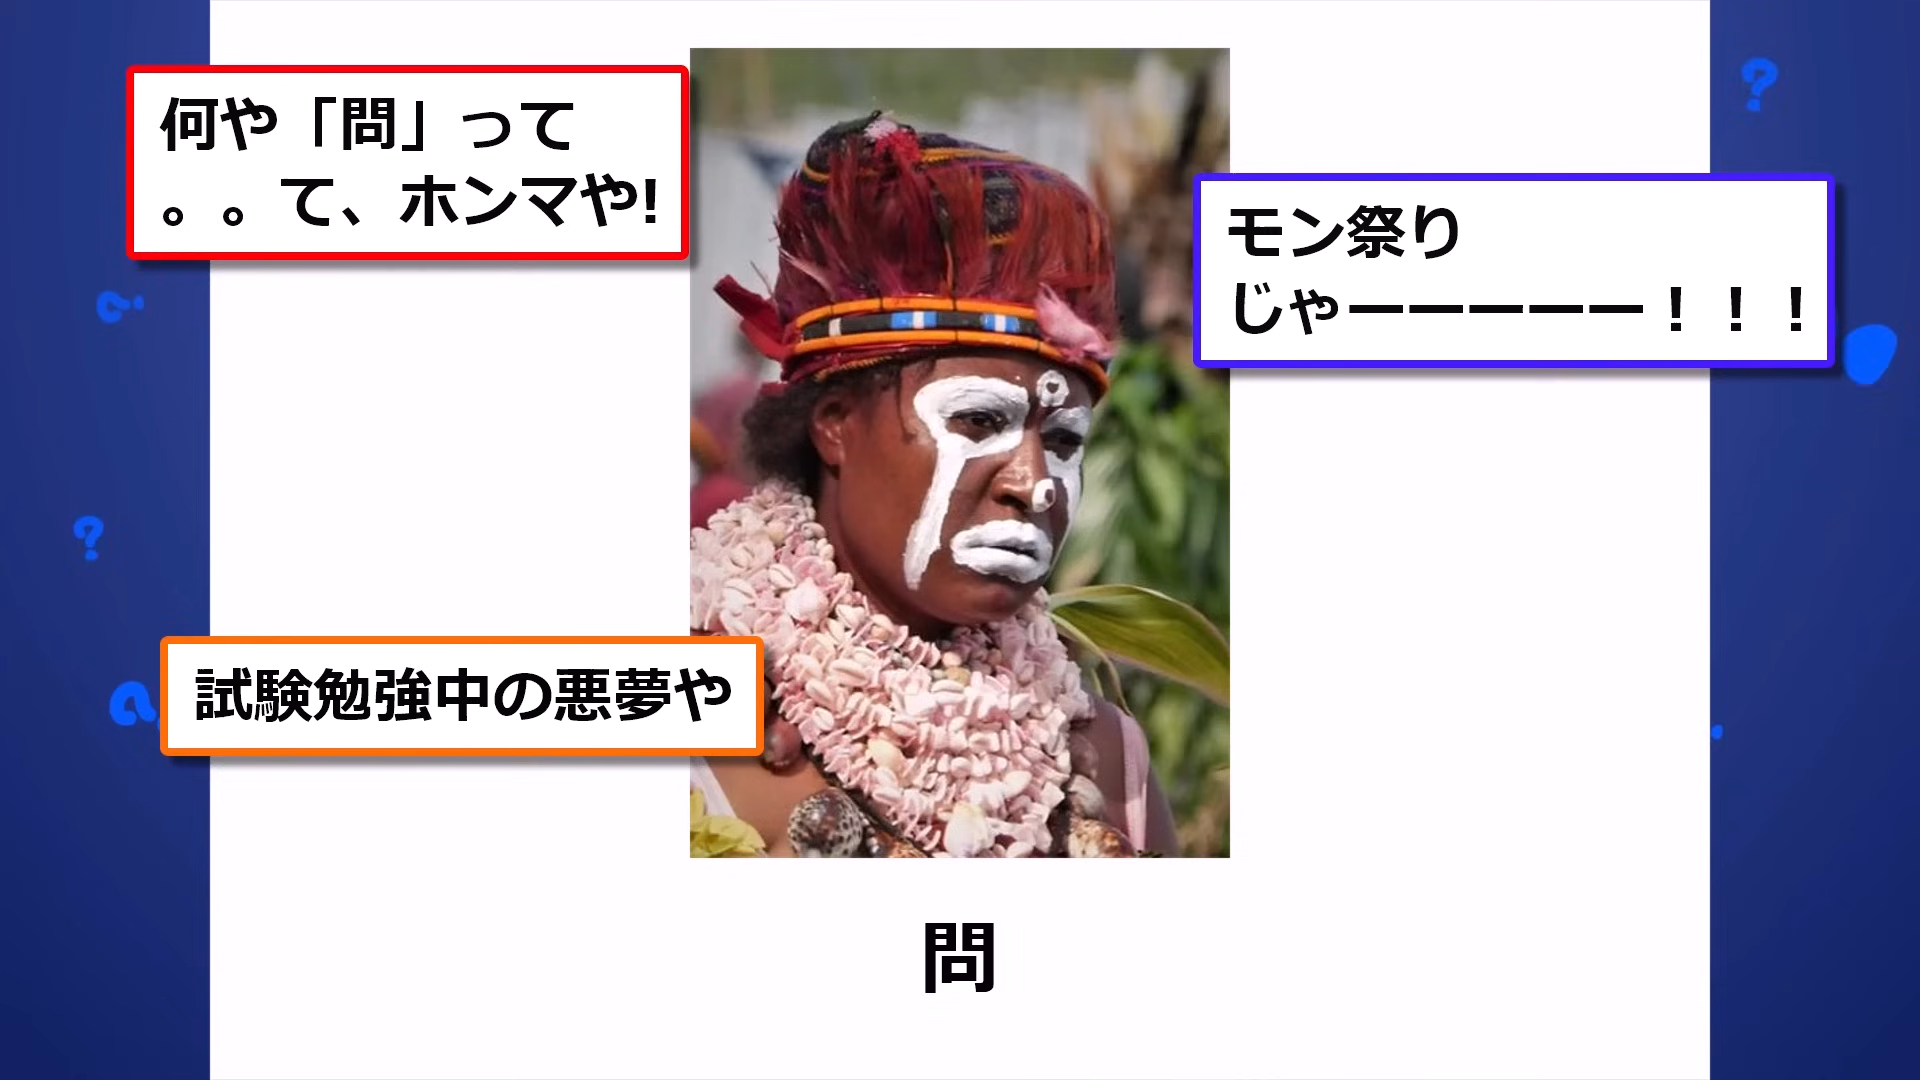 何や「問」って
。。て、ホンマや!
モン祭り
じゃーーーーー！！！
試験勉強中の悪夢や
問